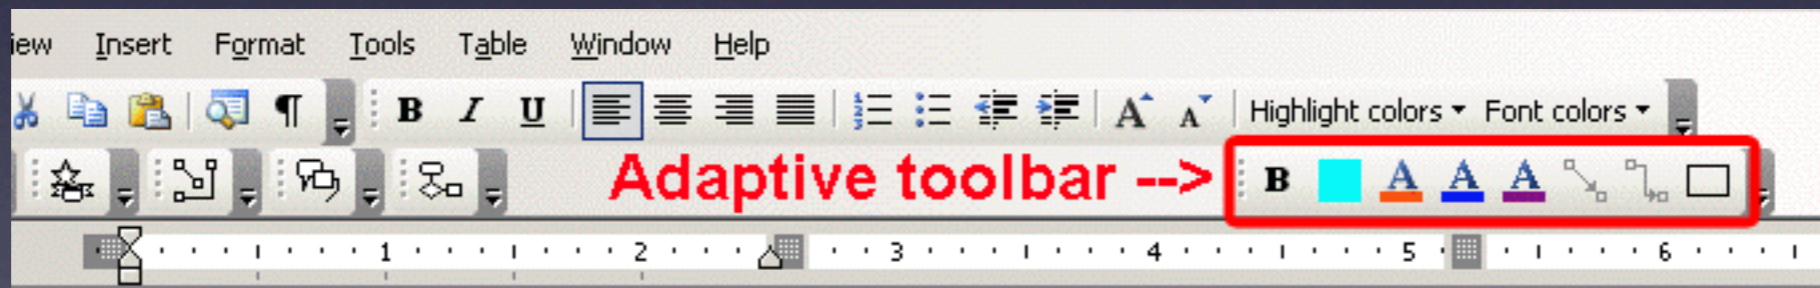 iew Insert Format Tools Table Window Help
¶ B I U A A Highlight colors Font colors
Adaptive toolbar --> B A A A
1 2 3 4 5 6